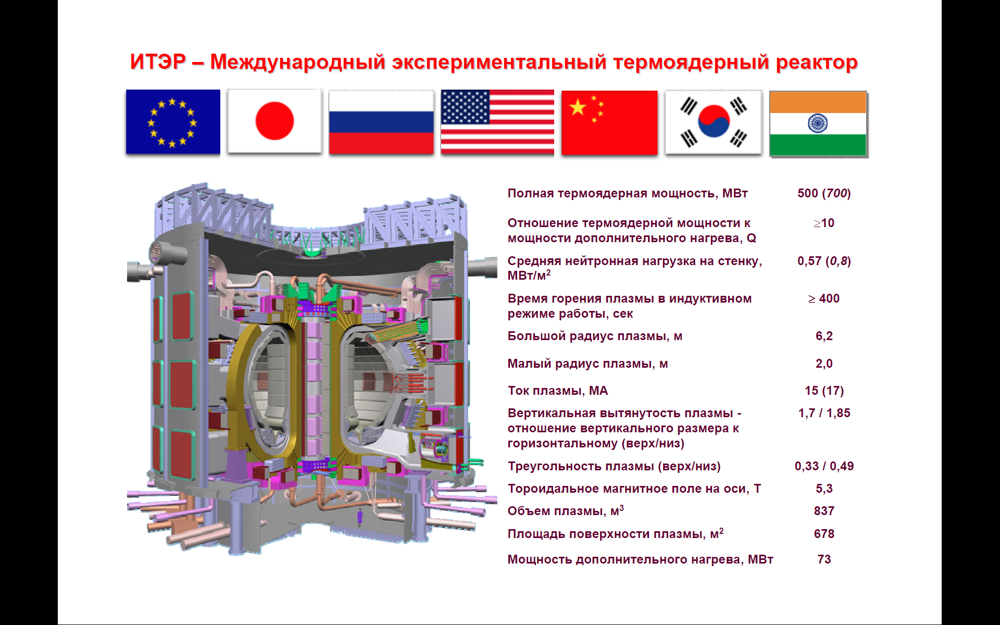 ИТЭР – Международный экспериментальный термоядерный реактор
Полная термоядерная мощность, МВт 500 (700)
Отношение термоядерной мощности к ≥10
мощности дополнительного нагрева, Q
Средняя нейтронная нагрузка на стенку, 0,57 (0,8)
МВт/м²
Время горения плазмы в индуктивном ≥ 400
режиме работы, сек
Большой радиус плазмы, м 6,2
Малый радиус плазмы, м 2,0
Ток плазмы, МА 15 (17)
Вертикальная вытянутость плазмы - 1,7 / 1,85
отношение вертикального размера к
горизонтальному (верх/низ)
Треугольность плазмы (верх/низ) 0,33 / 0,49
Тороидальное магнитное поле на оси, Т 5,3
Объем плазмы, м³ 837
Площадь поверхности плазмы, м² 678
Мощность дополнительного нагрева, МВт 73